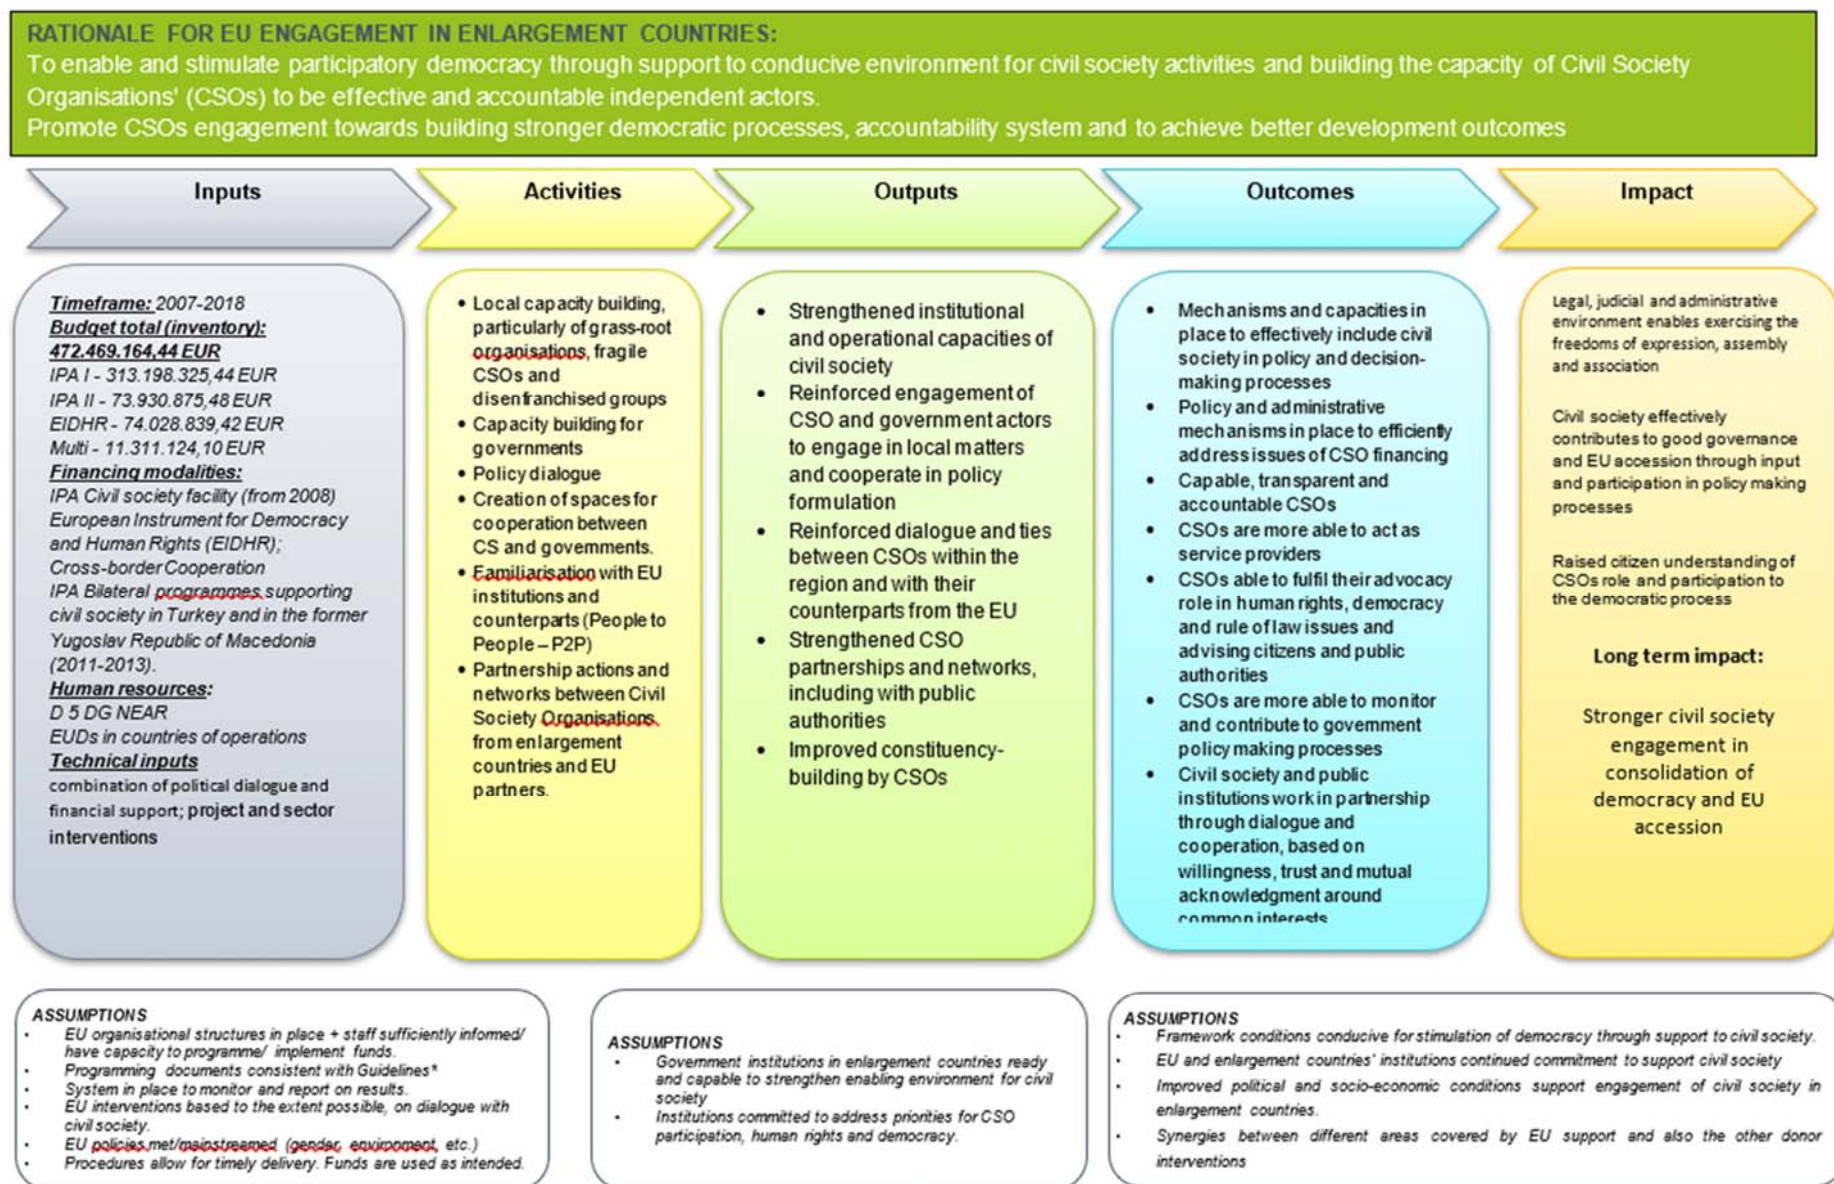 RATIONALE FOR EU ENGAGEMENT IN ENLARGEMENT COUNTRIES:
To enable and stimulate participatory democracy through support to conducive environment for civil society activities and building the capacity of Civil Society
Organisations' (CSOs) to be effective and accountable independent actors.
Promote CSOs engagement towards building stronger democratic processes, accountability system and to achieve better development outcomes
Inputs
Activities
Outputs
Outcomes
Impact
Timeframe: 2007-2018
Budget total (inventory):
472.469.164,44 EUR
IPA I - 313.198.325,44 EUR
IPA II - 73.930.875,48 EUR
EIDHR - 74.028.839,42 EUR
Multi - 11.311.124,10 EUR
Financing modalities:
IPA Civil society facility (from 2008)
European Instrument for Democracy
and Human Rights (EIDHR);
Cross-border Cooperation
IPA Bilateral programmes supporting
civil society in Turkey and in the former
Yugoslav Republic of Macedonia
(2011-2013).
Human resources:
D 5 DG NEAR
EUDs in countries of operations
Technical inputs
combination of political dialogue and
financial support; project and sector
interventions
• Local capacity building,
particularly of grass-root
organisations, fragile
CSOs and
disenfranchised groups
• Capacity building for
governments
• Policy dialogue
• Creation of spaces for
cooperation between
CS and governments.
• Familiarisation with EU
institutions and
counterparts (People to
People – P2P)
• Partnership actions and
networks between Civil
Society Organisations
from enlargement
countries and EU
partners.
• Strengthened institutional
and operational capacities of
civil society
• Reinforced engagement of
CSO and government actors
to engage in local matters
and cooperate in policy
formulation
• Reinforced dialogue and ties
between CSOs within the
region and with their
counterparts from the EU
• Strengthened CSO
partnerships and networks,
including with public
authorities
• Improved constituency-
building by CSOs
• Mechanisms and capacities in
place to effectively include civil
society in policy and decision-
making processes
• Policy and administrative
mechanisms in place to efficiently
address issues of CSO financing
• Capable, transparent and
accountable CSOs
• CSOs are more able to act as
service providers
• CSOs able to fulfil their advocacy
role in human rights, democracy
and rule of law issues and
advising citizens and public
authorities
• CSOs are more able to monitor
and contribute to government
policy making processes
• Civil society and public
institutions work in partnership
through dialogue and
cooperation, based on
willingness, trust and mutual
acknowledgment around
common interests
Legal, judicial and administrative
environment enables exercising the
freedoms of expression, assembly
and association
Civil society effectively
contributes to good governance
and EU accession through input
and participation in policy making
processes
Raised citizen understanding of
CSOs role and participation to
the democratic process
Long term impact:
Stronger civil society
engagement in
consolidation of
democracy and EU
accession
ASSUMPTIONS
• EU organisational structures in place + staff sufficiently informed/
have capacity to programme/ implement funds.
• Programming documents consistent with Guidelines*
• System in place to monitor and report on results.
• EU interventions based to the extent possible, on dialogue with
civil society.
• EU policies met/mainstreamed (gender, environment, etc.)
• Procedures allow for timely delivery. Funds are used as intended.
ASSUMPTIONS
• Government institutions in enlargement countries ready
and capable to strengthen enabling environment for civil
society
• Institutions committed to address priorities for CSO
participation, human rights and democracy.
ASSUMPTIONS
• Framework conditions conducive for stimulation of democracy through support to civil society.
• EU and enlargement countries' institutions continued commitment to support civil society
• Improved political and socio-economic conditions support engagement of civil society in
enlargement countries.
• Synergies between different areas covered by EU support and also the other donor
interventions